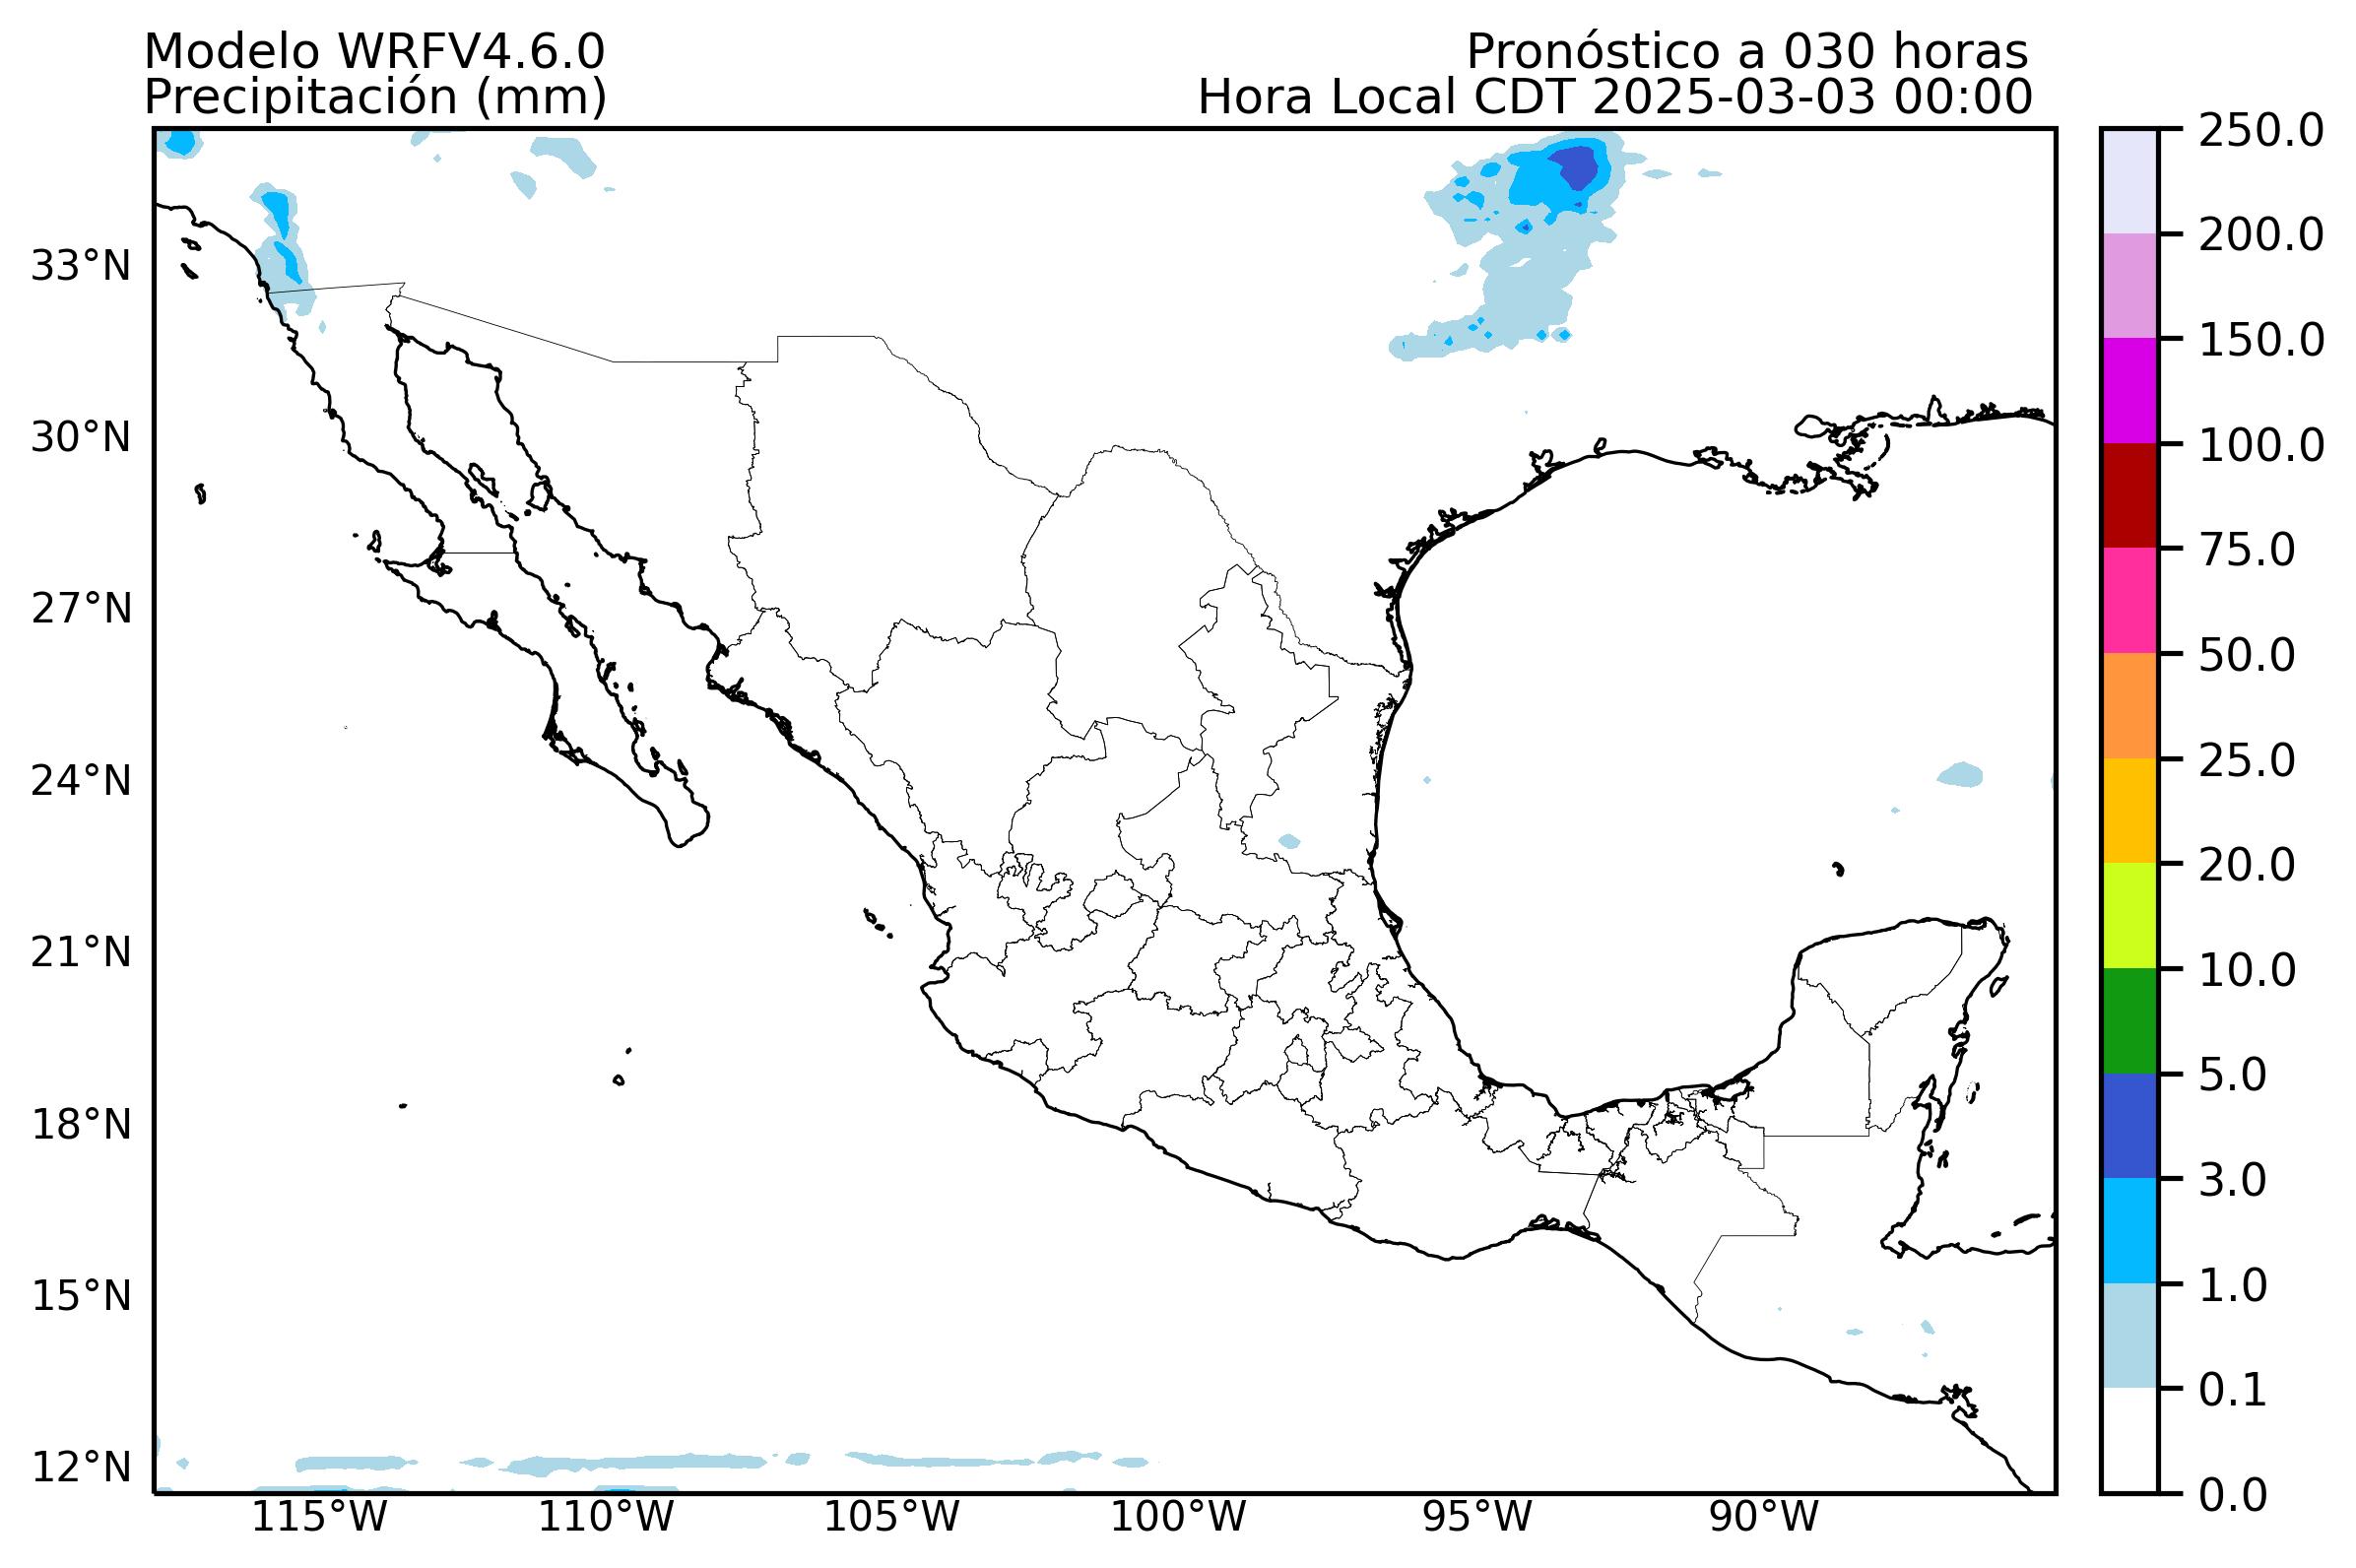 Modelo WRFV4.6.0
Precipitación (mm)
Pronóstico a 030 horas
Hora Local CDT 2025-03-03 00:00
33°N
30°N
27°N
24°N
21°N
18°N
15°N
12°N
115°W
110°W
105°W
100°W
95°W
90°W
250.0
200.0
150.0
100.0
75.0
50.0
25.0
20.0
10.0
5.0
3.0
1.0
0.1
0.0